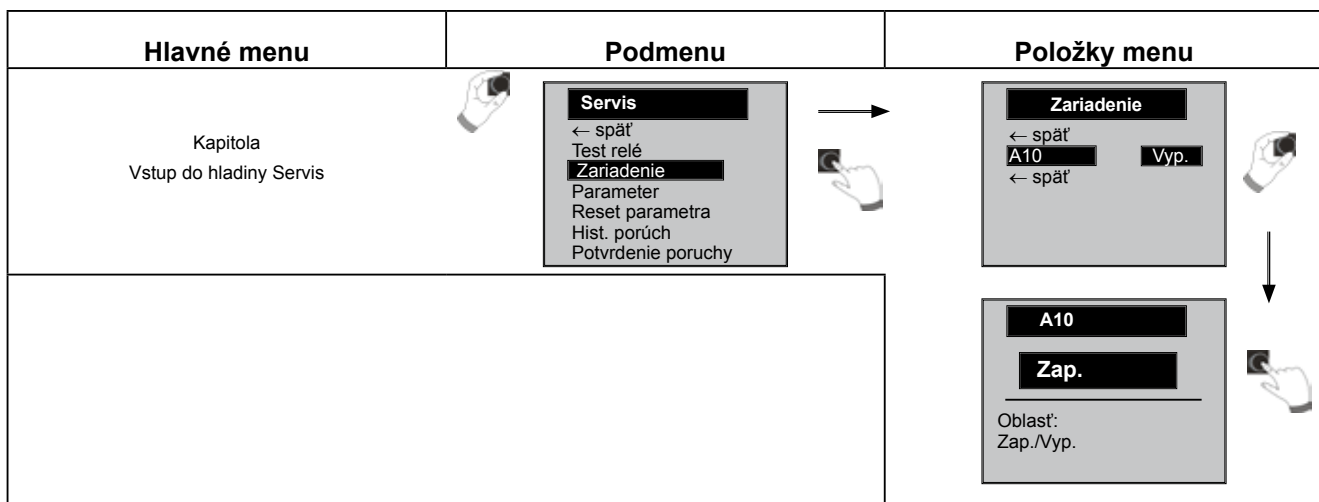 Hlavné menu
Podmenu
Položky menu
Kapitola
Vstup do hladiny Servis
Servis
← späť
Test relé
Zariadenie
Parameter
Reset parametra
Hist. porúch
Potvrdenie poruchy
Zariadenie
← späť
A10 Vyp.
← späť
A10
Zap.
Oblasť:
Zap./Vyp.